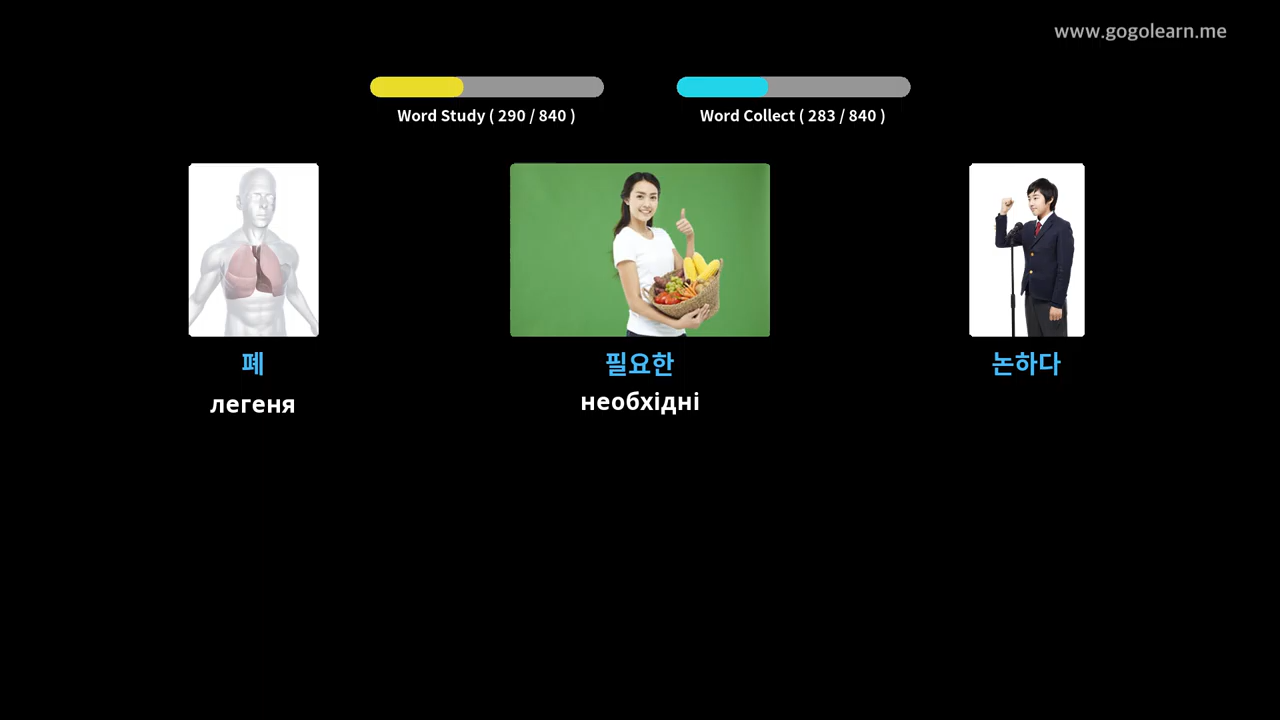 www.gogolearn.me
Word Study ( 290 / 840 )
Word Collect ( 283 / 840 )
폐
필요한
논하다
легеня
необхідні